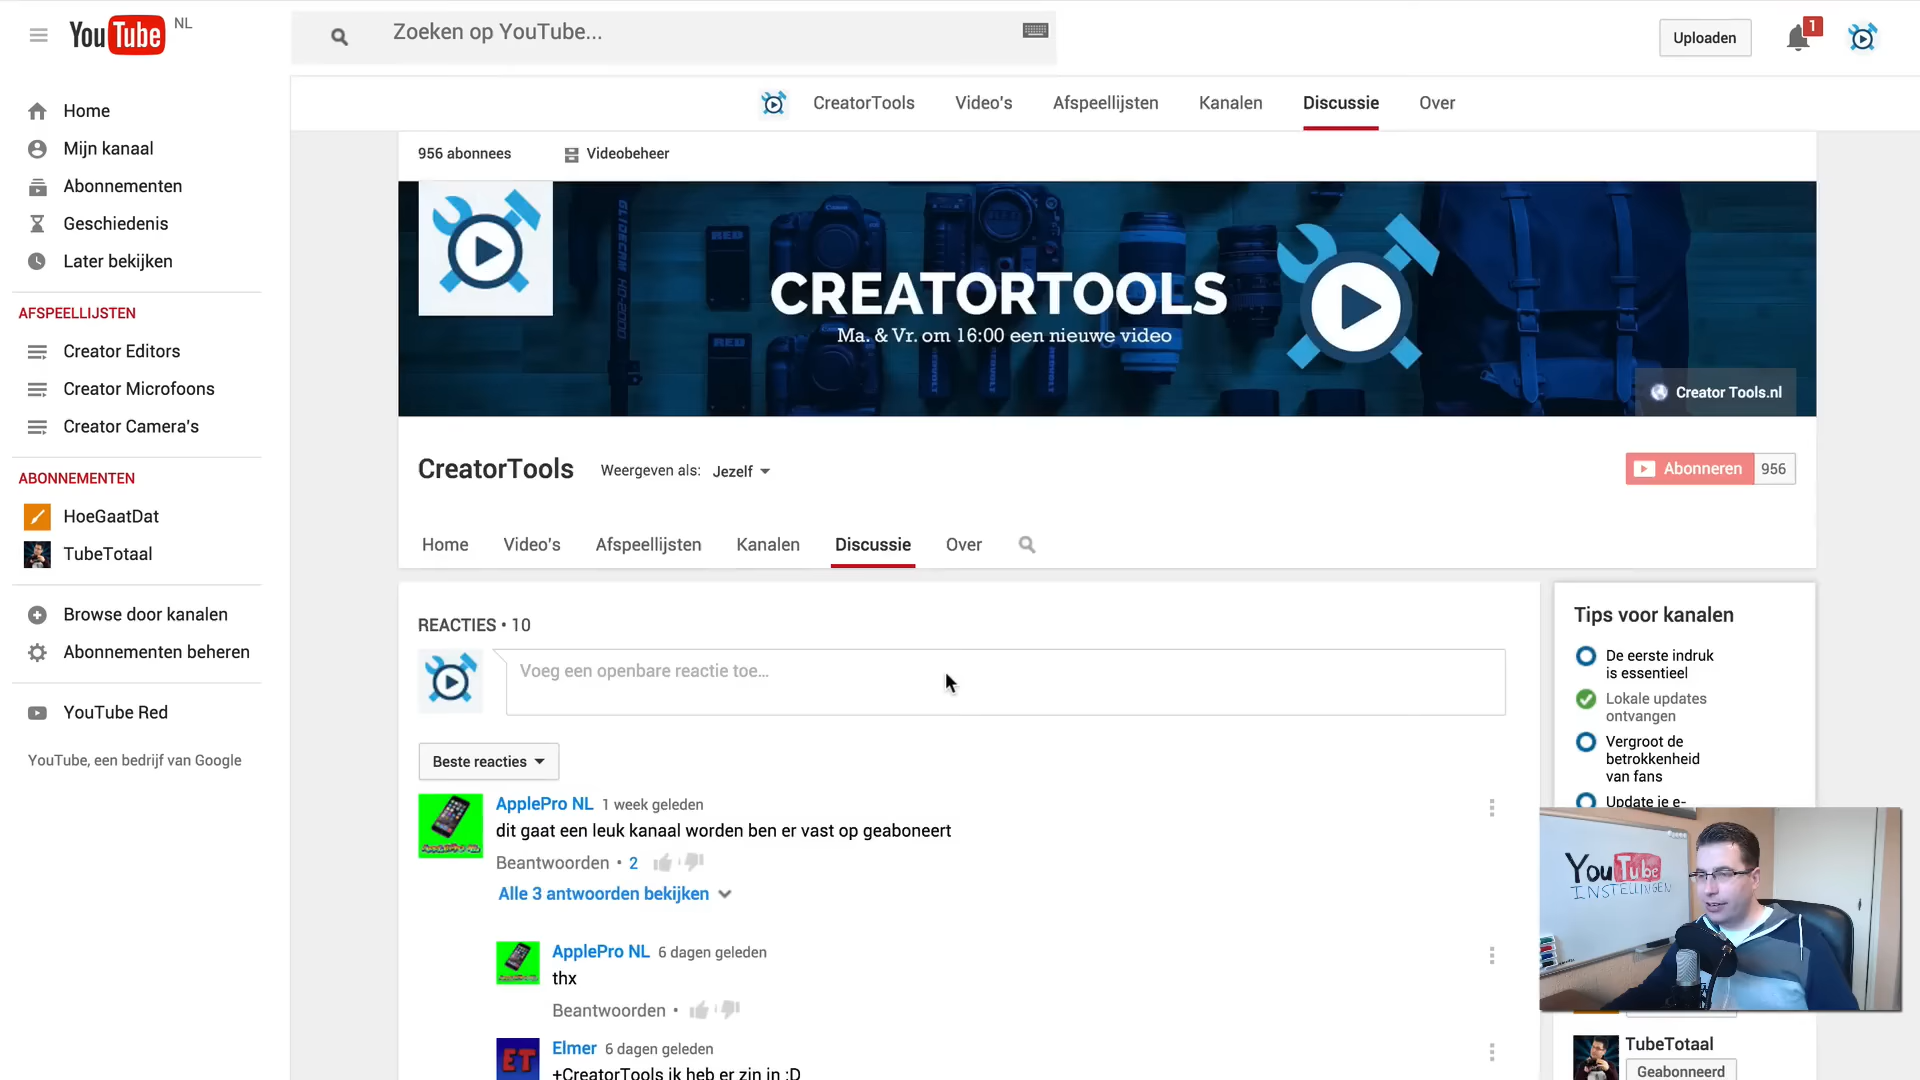 YouTube NL
Zoeken op YouTube...
Uploaden
1
Home
Mijn kanaal
Abonnementen
Geschiedenis
Later bekijken
AFSPEELLIJSTEN
Creator Editors
Creator Microfoons
Creator Camera's
ABONNEMENTEN
HoeGaatDat
TubeTotaal
Browse door kanalen
Abonnementen beheren
YouTube Red
YouTube, een bedrijf van Google
CreatorTools Video's Afspeellijsten Kanalen Discussie Over
956 abonnees Videobeheer
GLIDECAM HD-2000
RED
RED
CREATORTOOLS
Ma. & Vr. om 16:00 een nieuwe video
Creator Tools.nl
CreatorTools Weergeven als: Jezelf
Abonneren 956
Home Video's Afspeellijsten Kanalen Discussie Over
REACTIES • 10
Voeg een openbare reactie toe...
Beste reacties
ApplePro NL 1 week geleden
dit gaat een leuk kanaal worden ben er vast op geaboneert
Beantwoorden • 2
Alle 3 antwoorden bekijken
ApplePro NL 6 dagen geleden
thx
Beantwoorden •
ET
Elmer 6 dagen geleden
+CreatorTools ik heb er zin in :D
Tips voor kanalen
De eerste indruk
is essentieel
Lokale updates
ontvangen
Vergroot de
betrokkenheid
van fans
Update je e-
YouTube
INSTELLINGEN
TubeTotaal
Geabonneerd